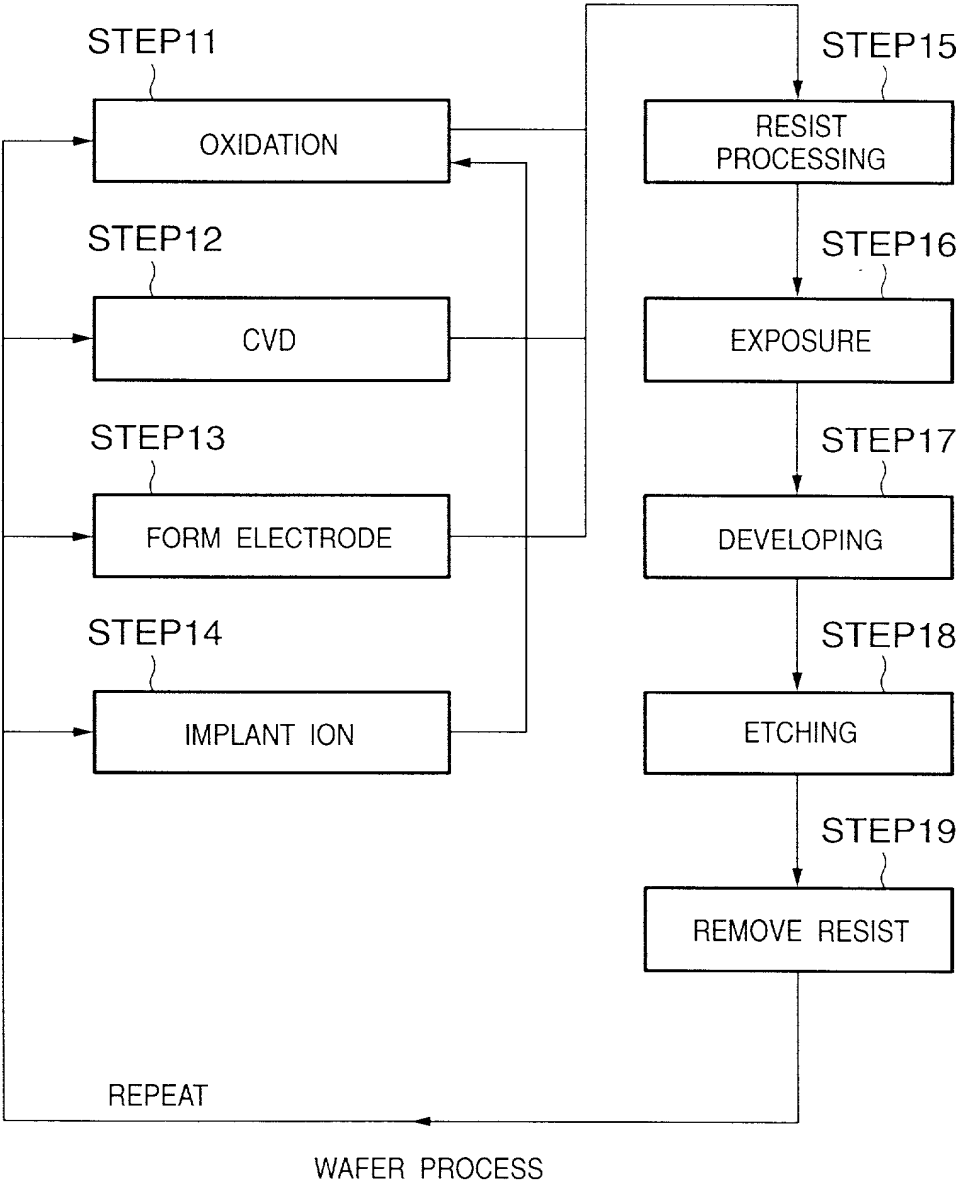 STEP11
OXIDATION
STEP12
CVD
STEP13
FORM ELECTRODE
STEP14
IMPLANT ION
STEP15
RESIST
PROCESSING
STEP16
EXPOSURE
STEP17
DEVELOPING
STEP18
ETCHING
STEP19
REMOVE RESIST
REPEAT
WAFER PROCESS